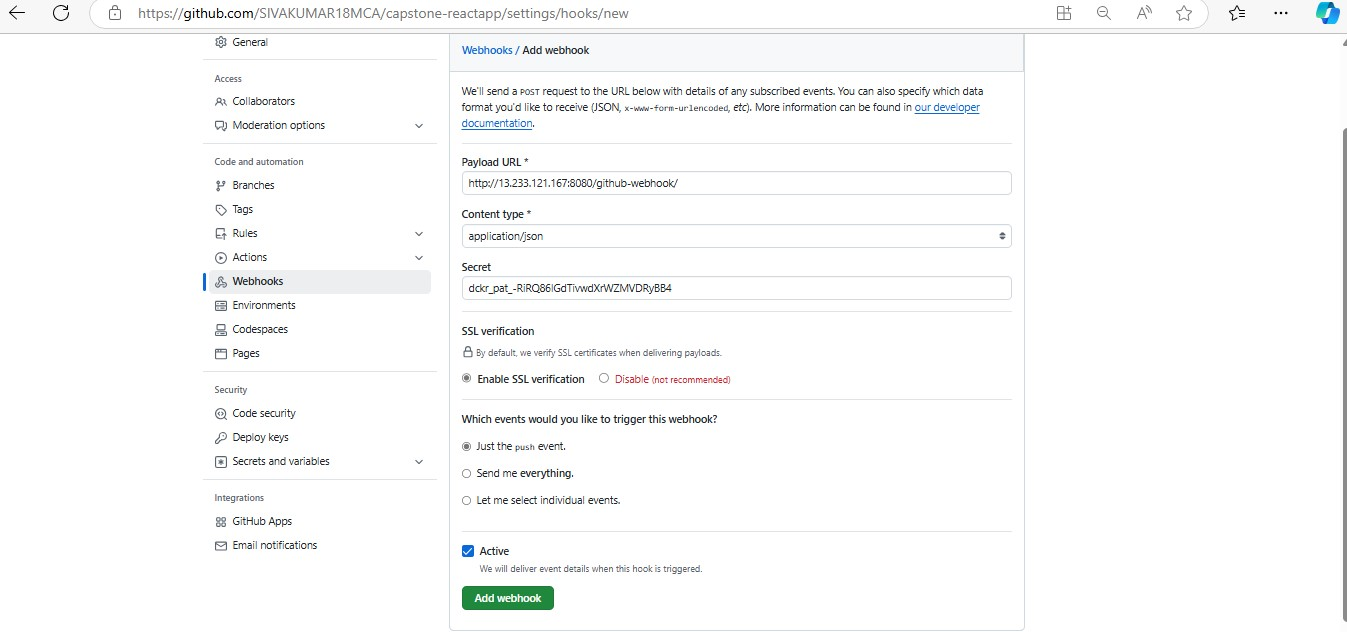 https://github.com/SIVAKUMAR18MCA/capstone-reactapp/settings/hooks/new
General
Access
Collaborators
Moderation options
Code and automation
Branches
Tags
Rules
Actions
Webhooks
Environments
Codespaces
Pages
Security
Code security
Deploy keys
Secrets and variables
Integrations
GitHub Apps
Email notifications
Webhooks / Add webhook
We'll send a POST request to the URL below with details of any subscribed events. You can also specify which data
format you'd like to receive (JSON, x-www-form-urlencoded, etc). More information can be found in our developer
documentation.
Payload URL *
http://13.233.121.167:8080/github-webhook/
Content type *
application/json
Secret
SSL verification
By default, we verify SSL certificates when delivering payloads.
Enable SSL verification
Disable (not recommended)
Which events would you like to trigger this webhook?
Just the push event.
Send me everything.
Let me select individual events.
Active
We will deliver event details when this hook is triggered.
Add webhook